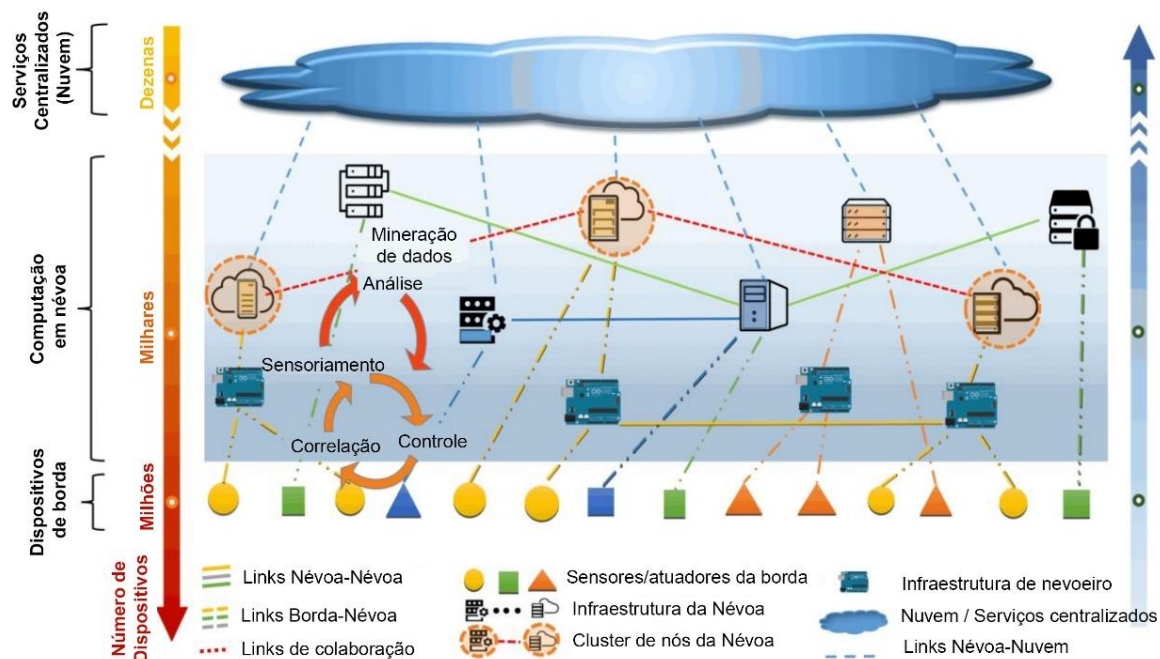 Serviços
Centralizados
(Nuvem)
Dezenas
Computação
em névoa
Milhares
Mineração
de dados
Análise
Sensoriamento
Correlação
Controle
Dispositivos
de borda
Milhões
Número de
Dispositivos
Links Névoa-Névoa
Links Borda-Névoa
Links de colaboração
Sensores/atuadores da borda
Infraestrutura da Névoa
Cluster de nós da Névoa
Infraestrutura de nevoeiro
Nuvem / Serviços centralizados
Links Névoa-Nuvem